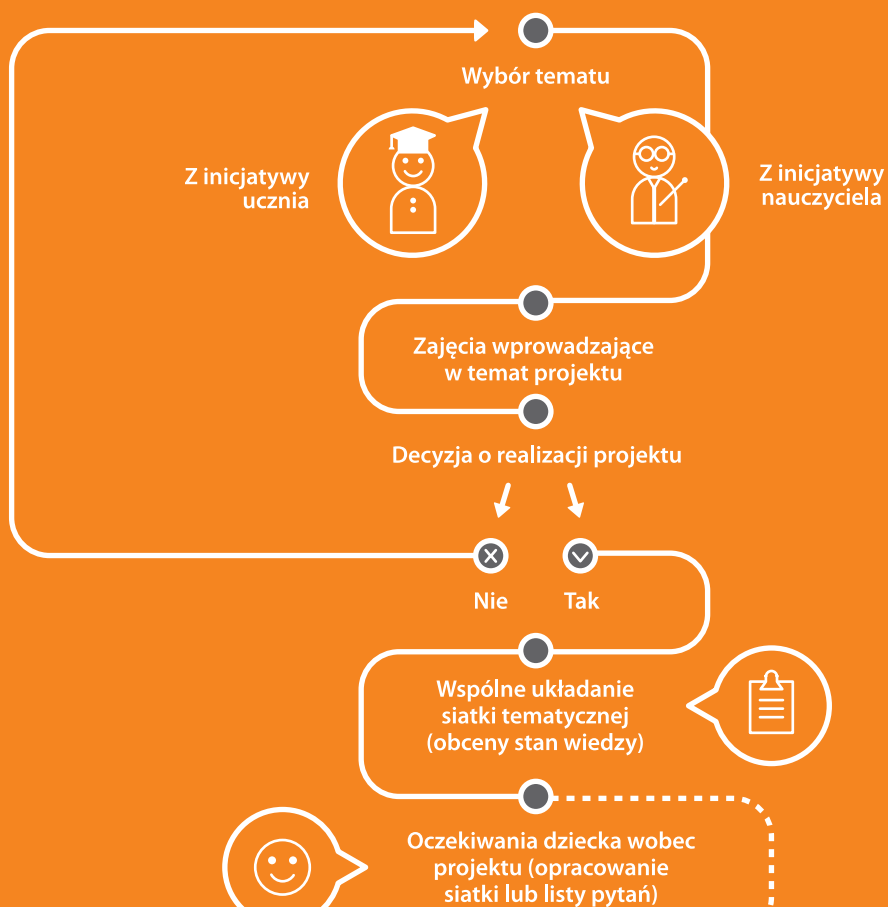 Wybór tematu
Z inicjatywy
ucznia
Z inicjatywy
nauczyciela
Zajęcia wprowadzające
w temat projektu
Decyzja o realizacji projektu
Nie
Tak
Wspólne układanie
siatki tematycznej
(obceny stan wiedzy)
Oczekiwania dziecka wobec
projektu (opracowanie
siatki lub listy pytań)